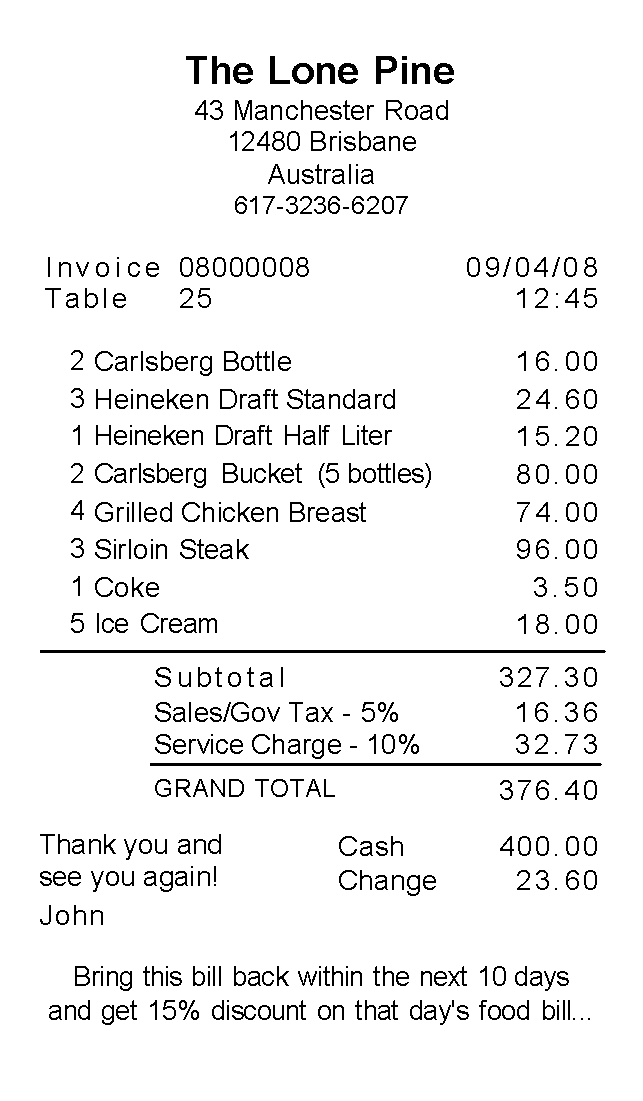 The Lone Pine
43 Manchester Road
12480 Brisbane
Australia
617-3236-6207
Invoice 08000008 09/04/08
Table 25 12:45
2 Carlsberg Bottle 16.00
3 Heineken Draft Standard 24.60
1 Heineken Draft Half Liter 15.20
2 Carlsberg Bucket (5 bottles) 80.00
4 Grilled Chicken Breast 74.00
3 Sirloin Steak 96.00
1 Coke 3.50
5 Ice Cream 18.00
Subtotal 327.30
Sales/Gov Tax - 5% 16.36
Service Charge - 10% 32.73
GRAND TOTAL 376.40
Thank you and Cash 400.00
see you again! Change 23.60
John
Bring this bill back within the next 10 days
and get 15% discount on that day's food bill...